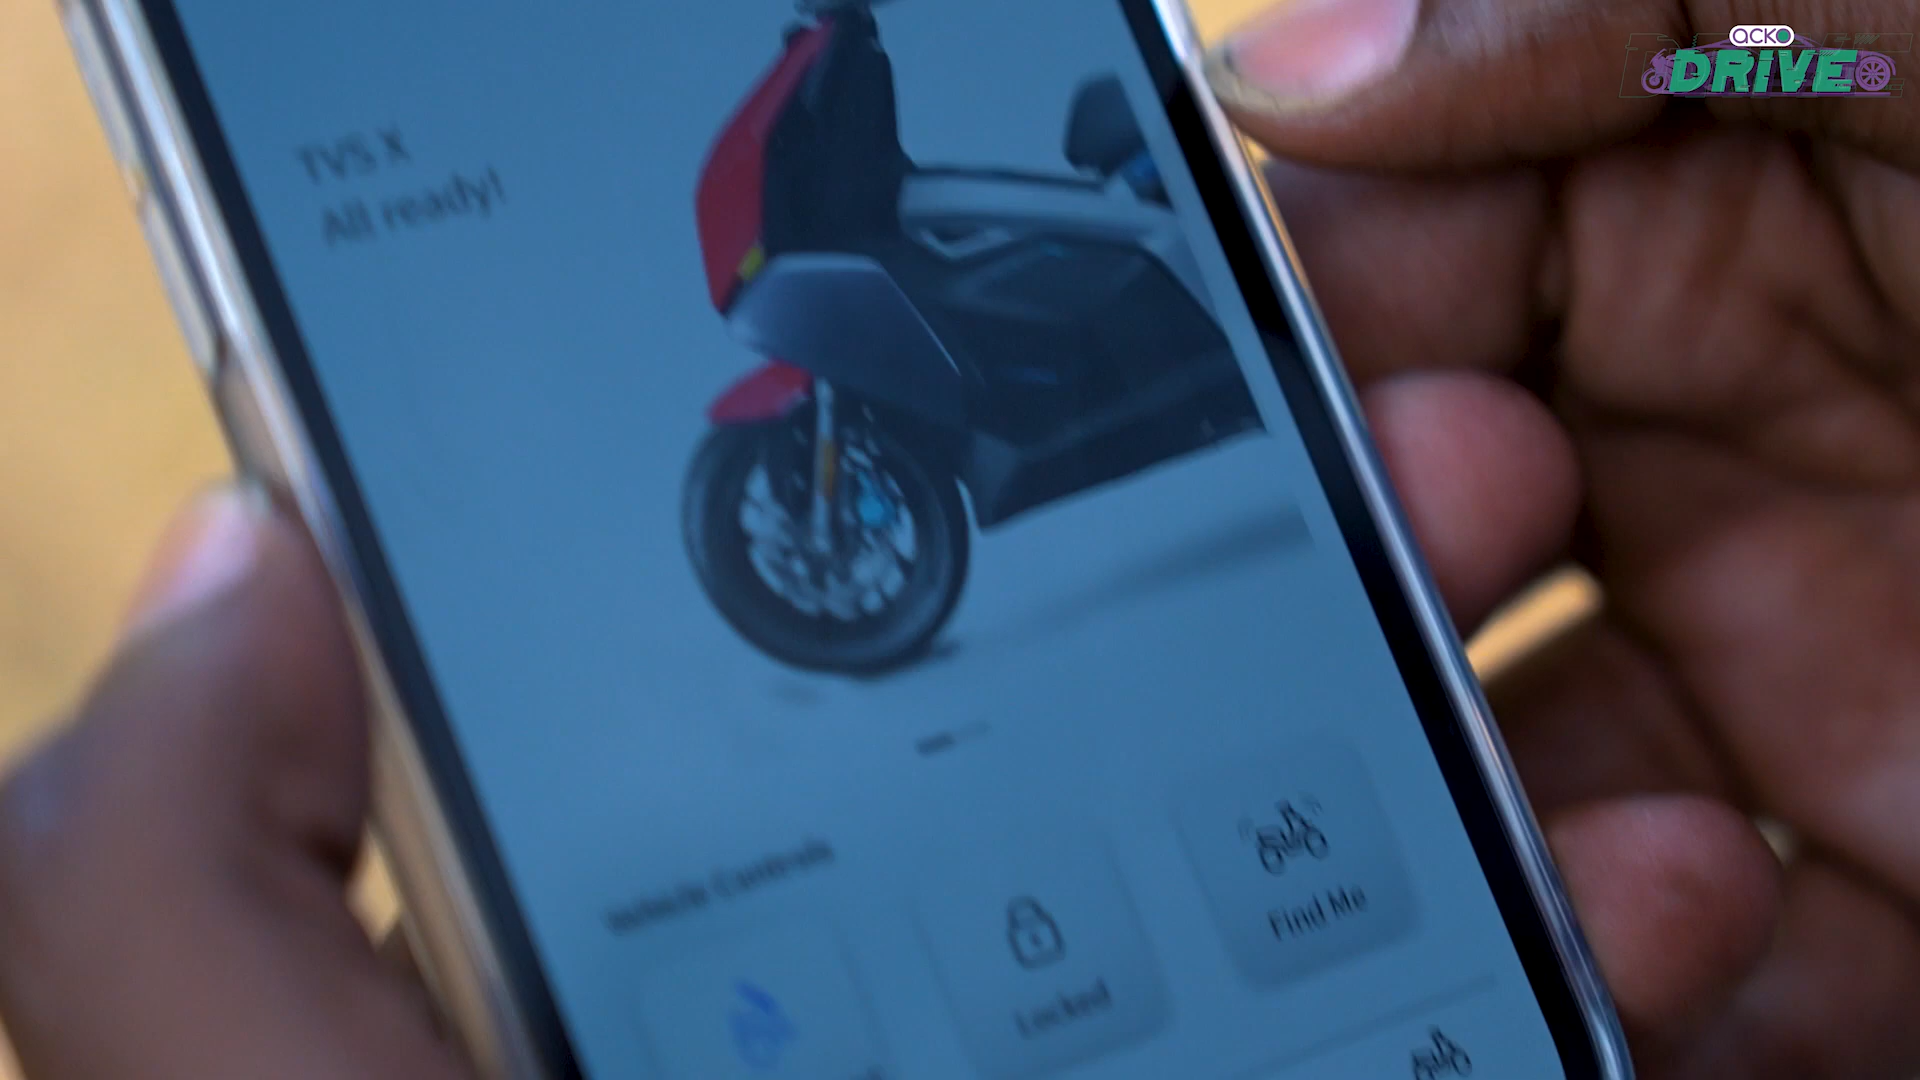 acko
DRIVE
TVS X
All ready!
Vehicle Controls
Find Me
Locked